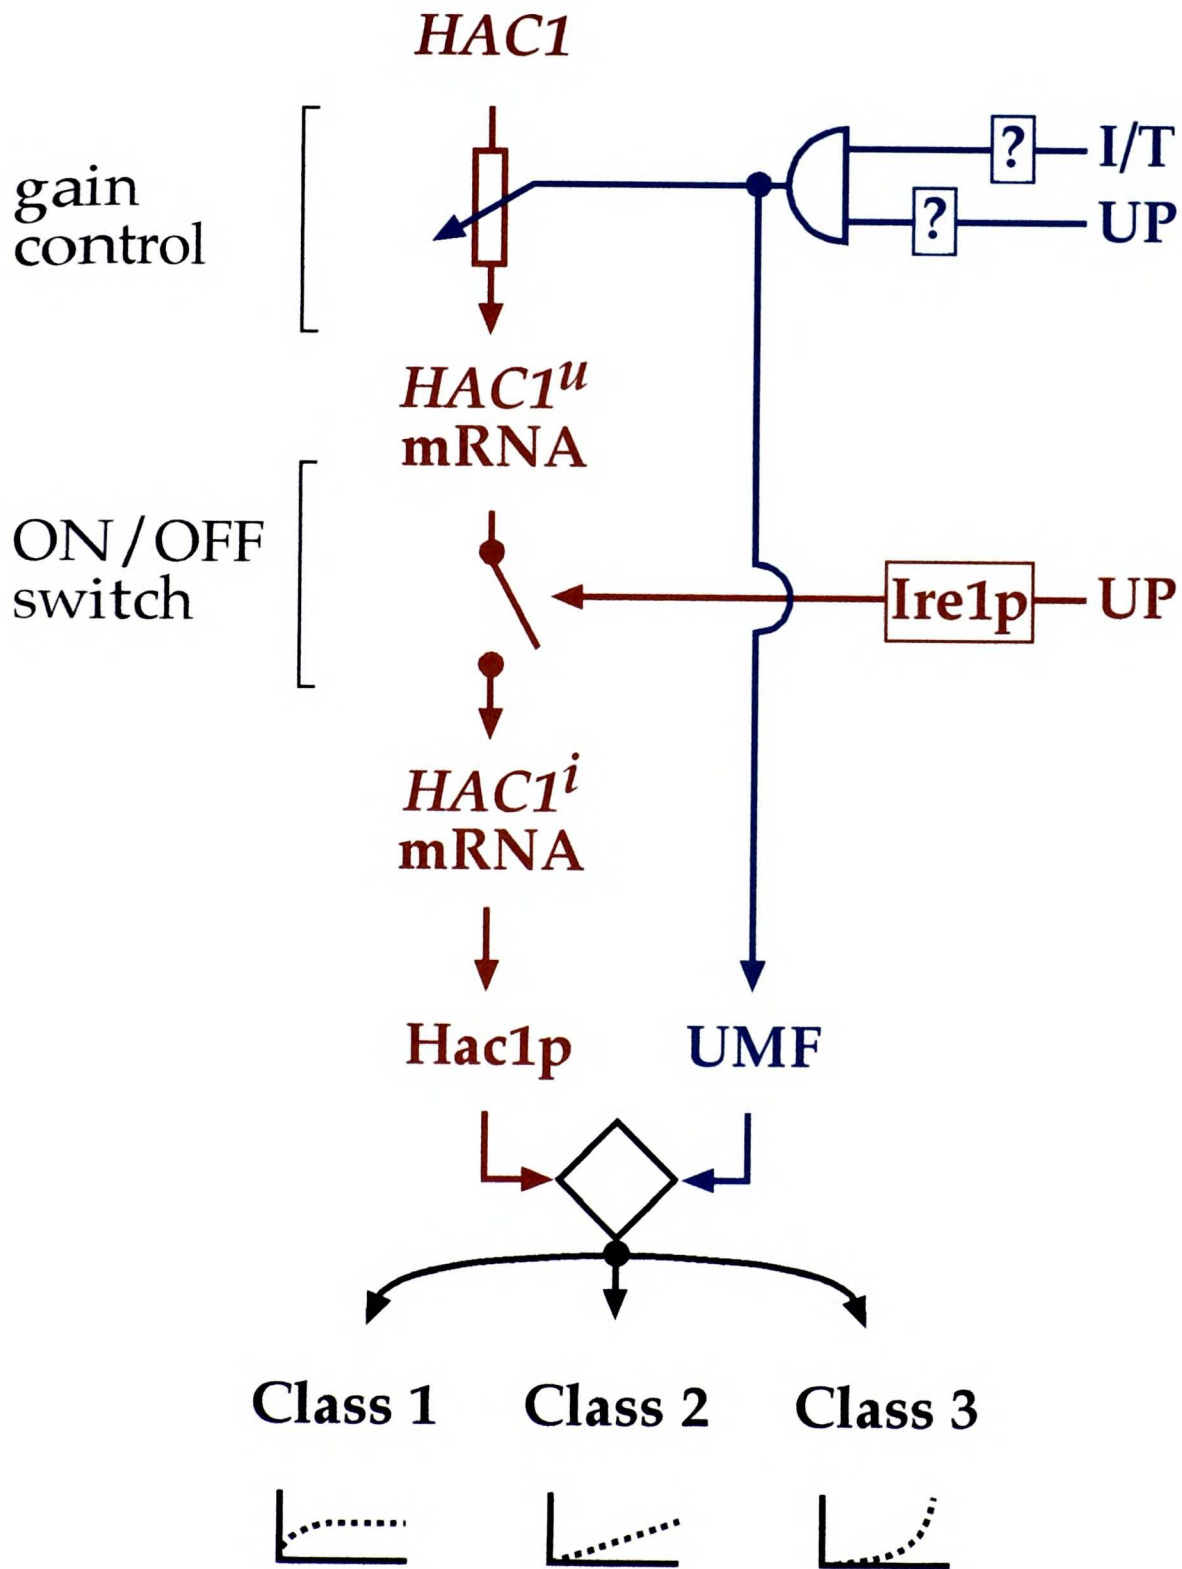 HAC1
gain
control
? I/T
? UP
HAC1ᵘ
mRNA
ON/OFF
switch
Ire1p UP
HAC1ⁱ
mRNA
Hac1p UMF
Class 1 Class 2 Class 3